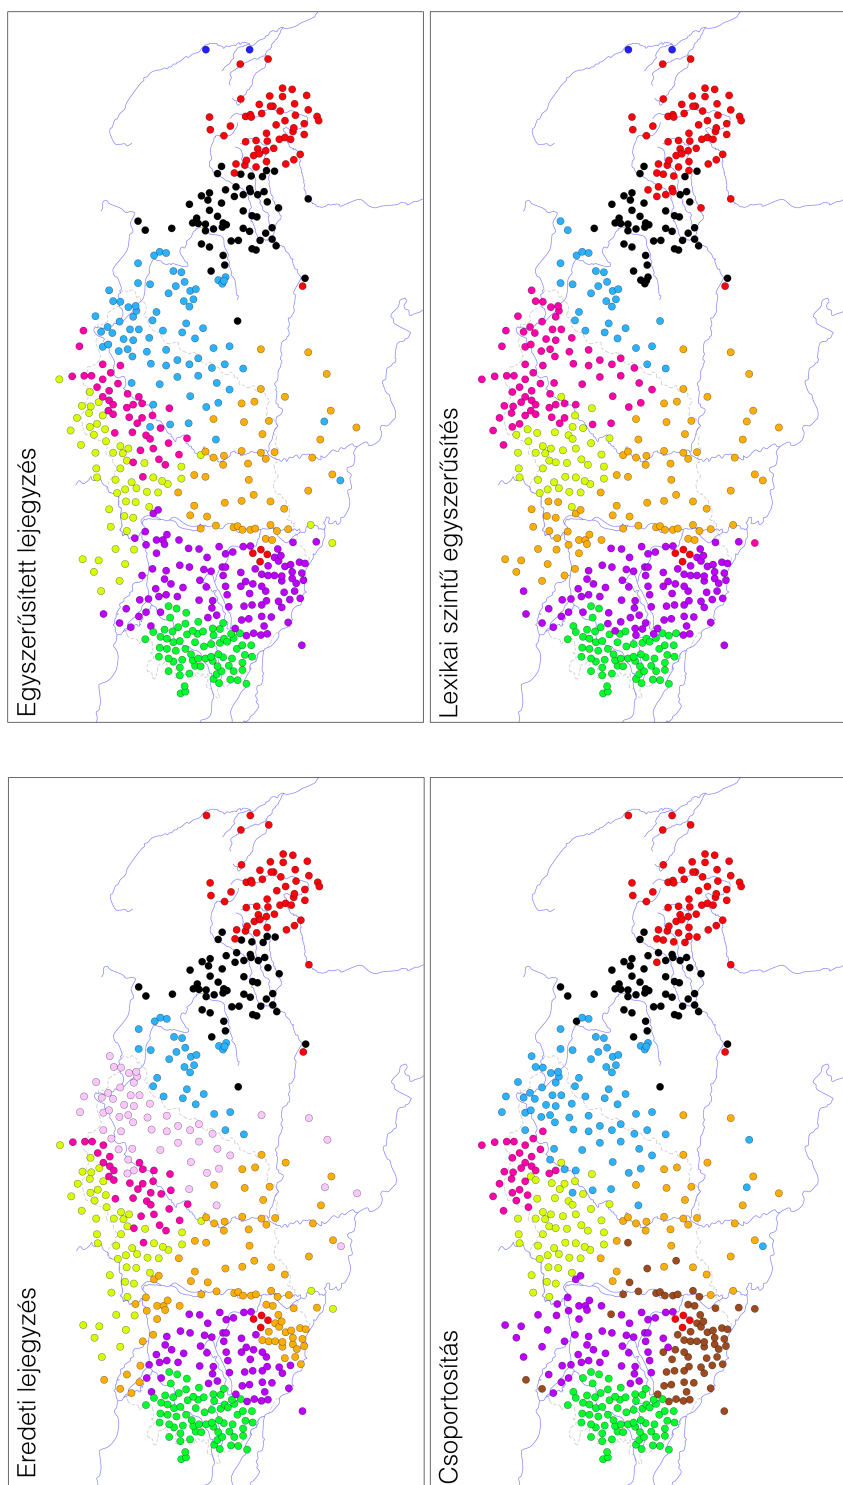 Eredeti lejegyzés
Egyszerűsített lejegyzés
Csoportosítás
Lexikai szintű egyszerűsítés